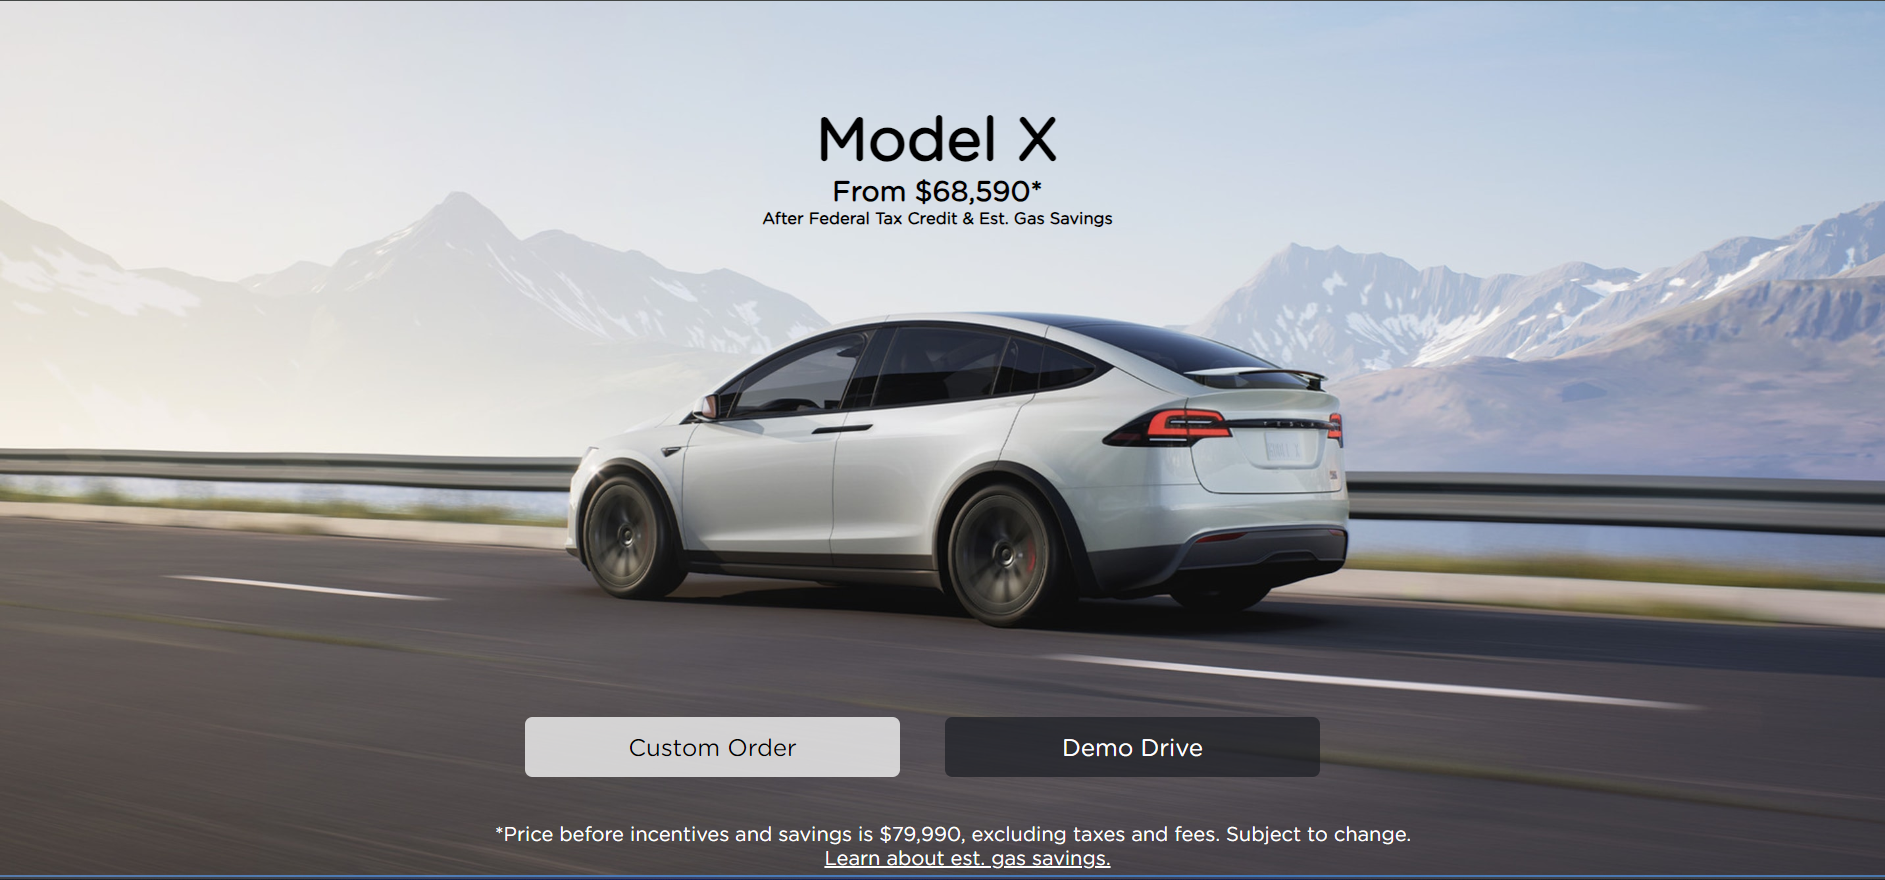 Model X
From $68,590*
After Federal Tax Credit & Est. Gas Savings
TESLA
Custom Order
Demo Drive
*Price before incentives and savings is $79,990, excluding taxes and fees. Subject to change.
Learn about est. gas savings.